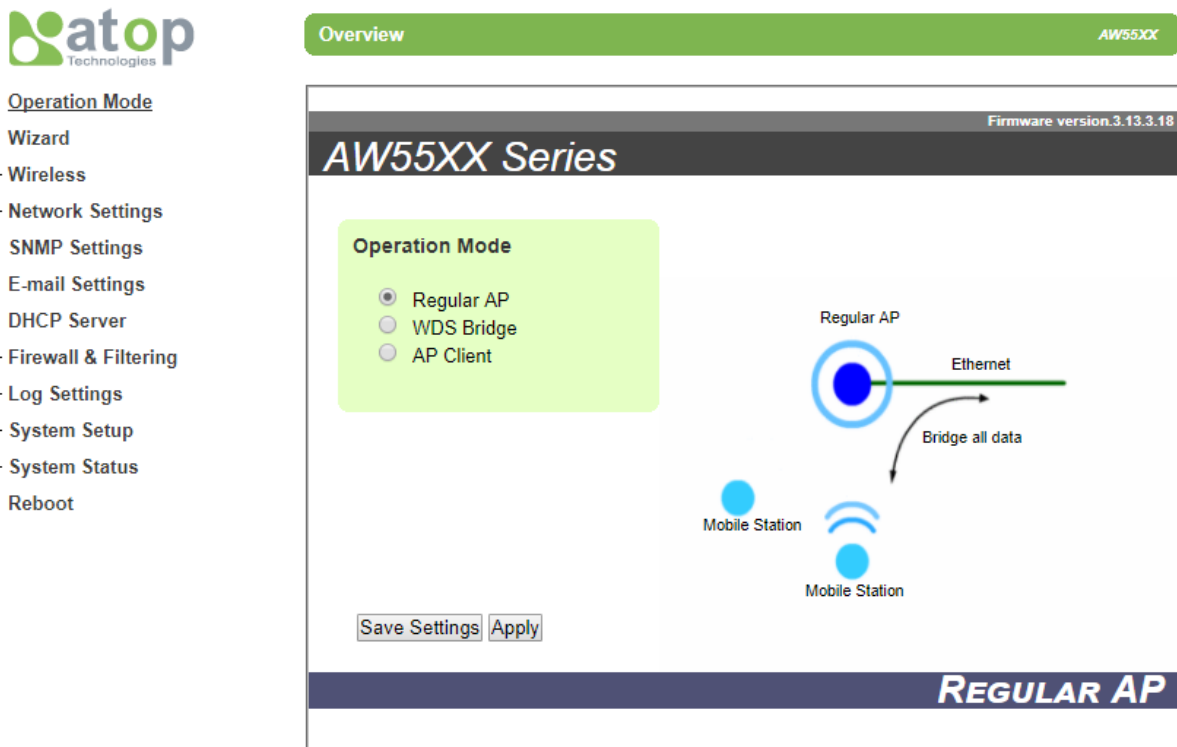 atop
Technologies
Overview
AW55XX
Operation Mode
Wizard
Wireless
Network Settings
SNMP Settings
E-mail Settings
DHCP Server
Firewall & Filtering
Log Settings
System Setup
System Status
Reboot
Firmware version.3.13.3.18
AW55XX Series
Operation Mode
Regular AP
WDS Bridge
AP Client
Regular AP
Ethernet
Bridge all data
Mobile Station
Mobile Station
Save Settings Apply
REGULAR AP